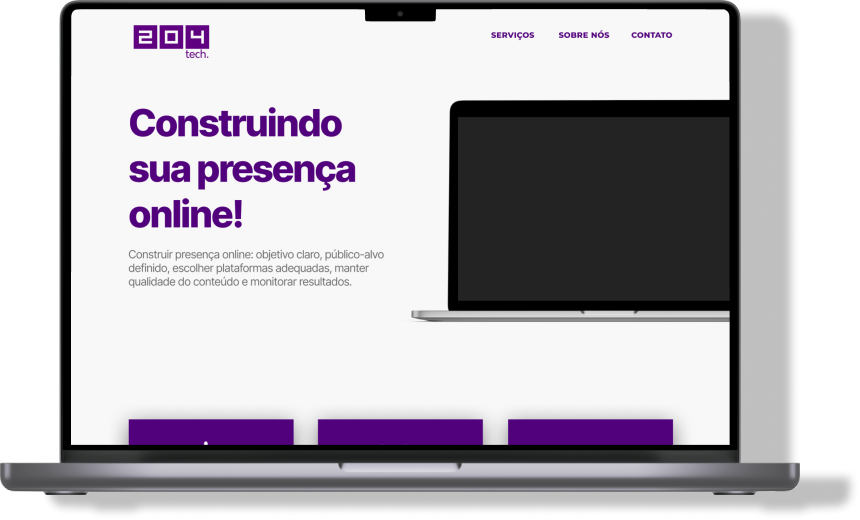 204
tech.
SERVIÇOS SOBRE NÓS CONTATO
Construindo
sua presença
online!
Construir presença online: objetivo claro, público-alvo
definido, escolher plataformas adequadas, manter
qualidade do conteúdo e monitorar resultados.